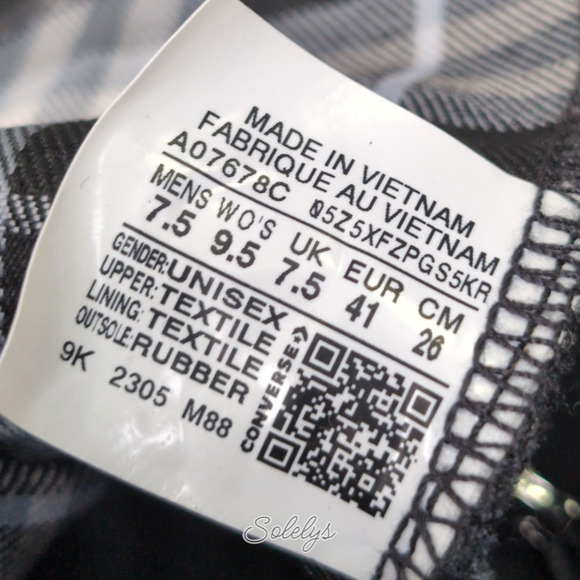 MADE IN VIETNAM
FABRIQUE AU VIETNAM
A07678C 05Z5XFZPGS5KR
MENS WO'S UK EUR CM
7.5 9.5 7.5 41 26
GENDER:UNISEX
UPPER:TEXTILE
LINING:TEXTILE
OUTSOLE:RUBBER
9K 2305 M88
CONVERSE
Solelys